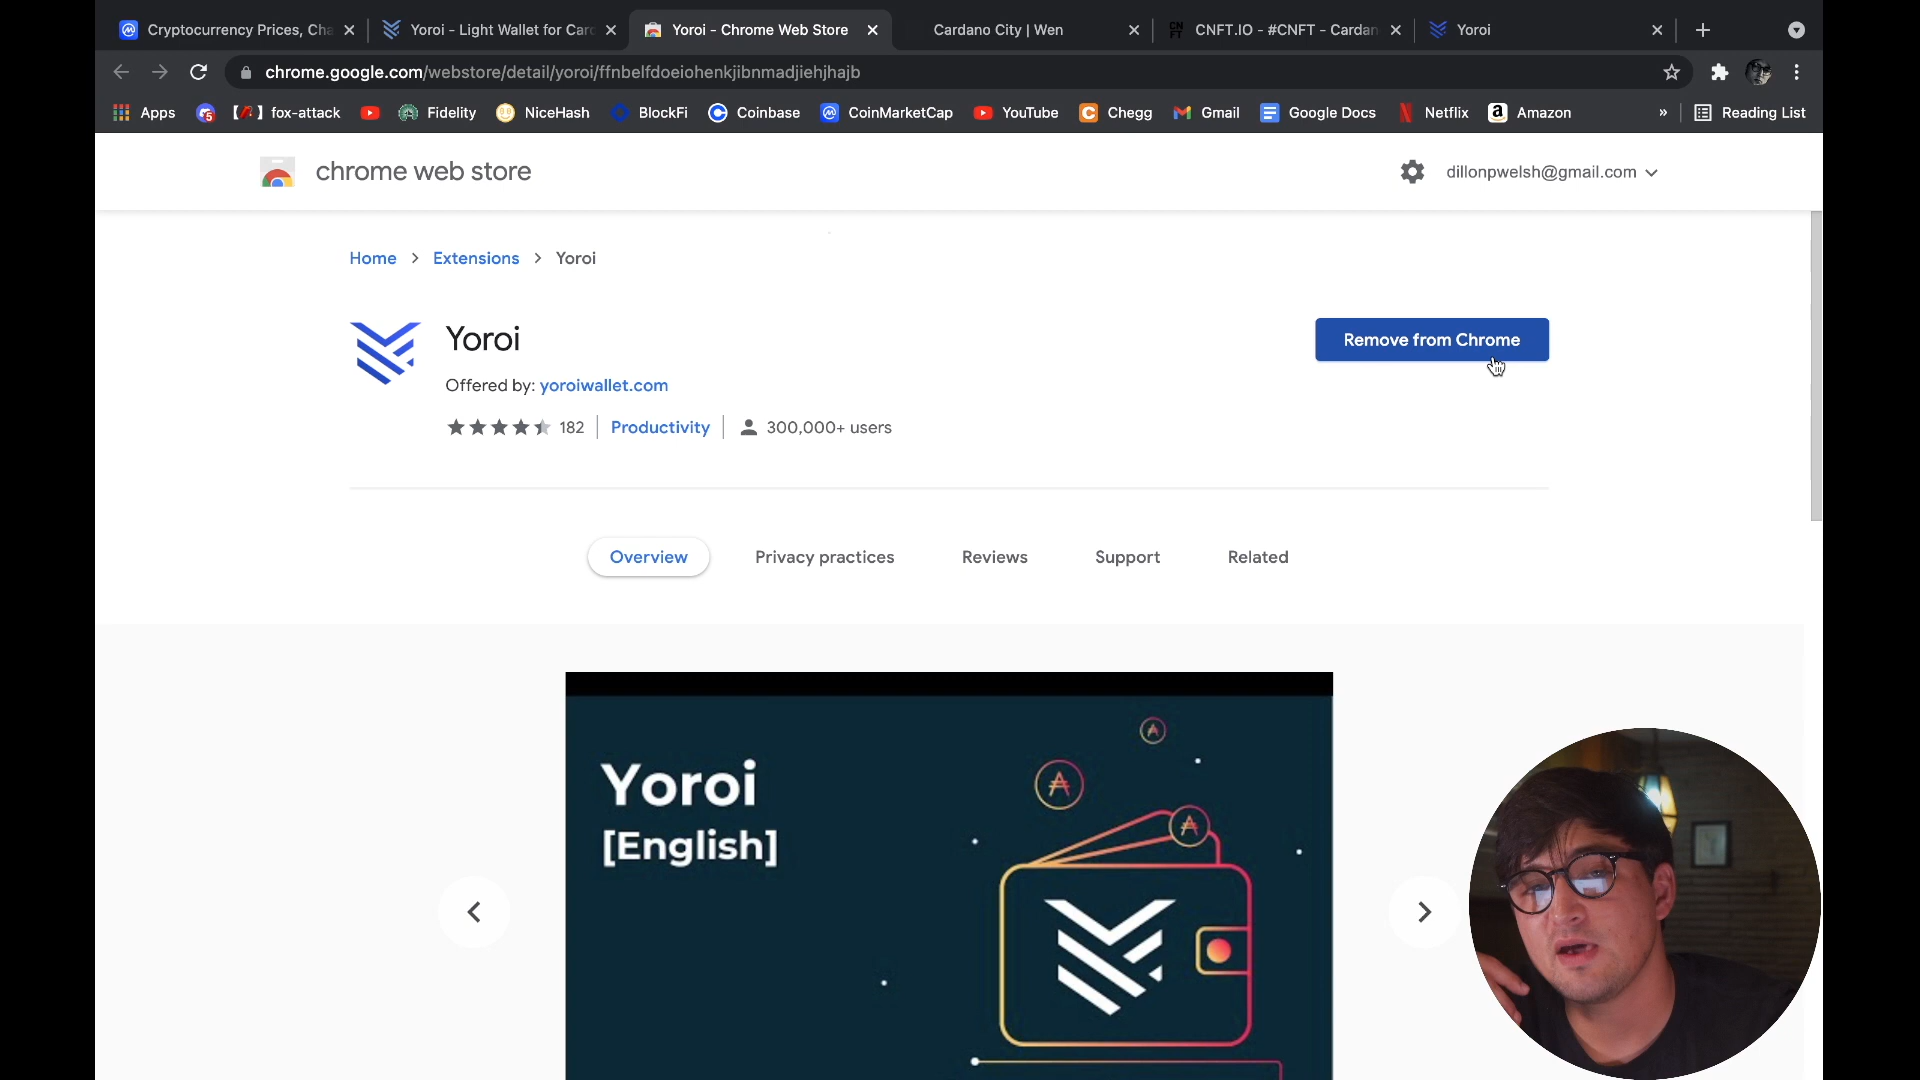 Cryptocurrency Prices, Cha
Yoroi - Light Wallet for Card
Yoroi - Chrome Web Store
Cardano City | Wen
CNFT.IO - #CNFT - Cardan
Yoroi
chrome.google.com/webstore/detail/yoroi/ffnbelfdoeiohenkjibnmadjiehjhajb
Apps
fox-attack
Fidelity
NiceHash
BlockFi
Coinbase
CoinMarketCap
YouTube
Chegg
Gmail
Google Docs
Netflix
Amazon
»
Reading List
chrome web store
dillonpwelsh@gmail.com
Home > Extensions > Yoroi
Yoroi
Remove from Chrome
Offered by: yoroiwallet.com
182
Productivity
300,000+ users
Overview
Privacy practices
Reviews
Support
Related
Yoroi
[English]